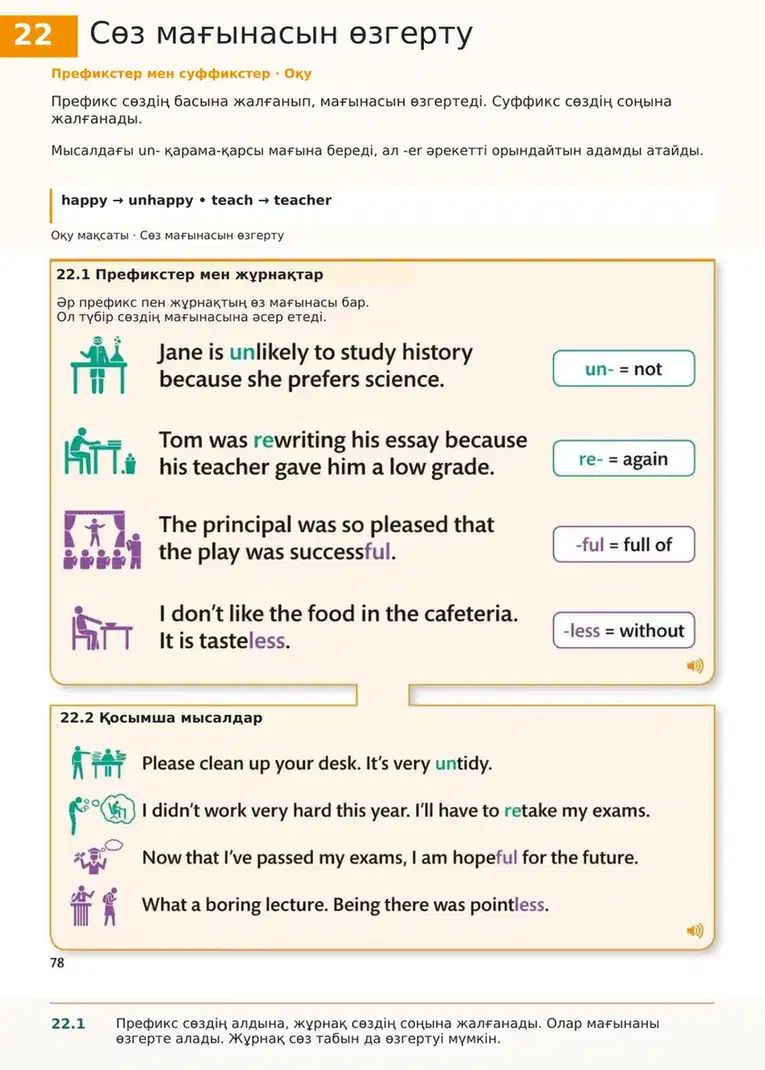 22
Сөз мағынасын өзгерту
Префикстер мен суффикстер · Оқу
Префикс сөздің басына жалғанып, мағынасын өзгертеді. Суффикс сөздің соңына
жалғанады.
Мысалдағы un- қарама-қарсы мағына береді, ал -er әрекетті орындайтын адамды атайды.
happy → unhappy • teach → teacher
Оқу мақсаты · Сөз мағынасын өзгерту
22.1 Префикстер мен жұрнақтар
Әр префикс пен жұрнақтың өз мағынасы бар.
Ол түбір сөздің мағынасына әсер етеді.
Jane is unlikely to study history
because she prefers science.
un- = not
Tom was rewriting his essay because
his teacher gave him a low grade.
re- = again
The principal was so pleased that
the play was successful.
-ful = full of
I don’t like the food in the cafeteria.
It is tasteless.
-less = without
22.2 Қосымша мысалдар
Please clean up your desk. It’s very untidy.
I didn’t work very hard this year. I’ll have to retake my exams.
Now that I’ve passed my exams, I am hopeful for the future.
What a boring lecture. Being there was pointless.
78
22.1 Префикс сөздің алдына, жұрнақ сөздің соңына жалғанады. Олар мағынаны
өзгерте алады. Жұрнақ сөз табын да өзгертуі мүмкін.